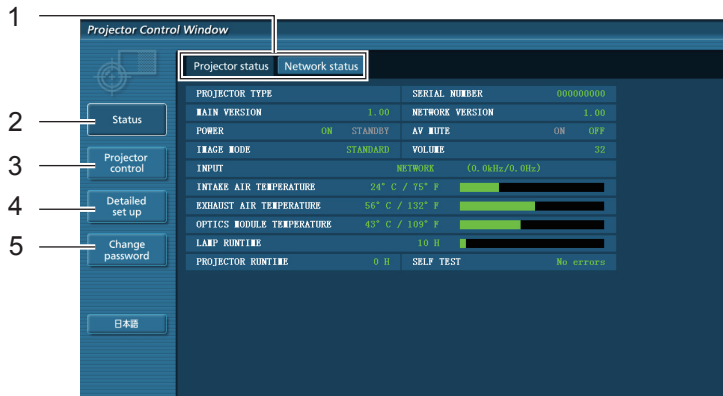 1
Projector Control Window
Projector status Network status
PROJECTOR TYPE SERIAL NUMBER 000000000
2 Status
MAIN VERSION 1.00 NETWORK VERSION 1.00
POWER ON STANDBY AV MUTE ON OFF
3 Projector control
IMAGE MODE STANDARD VOLUME 32
INPUT NETWORK (0.0kHz/0.0Hz)
INTAKE AIR TEMPERATURE 24° C / 75° F
4 Detailed set up
EXHAUST AIR TEMPERATURE 56° C / 132° F
OPTICS MODULE TEMPERATURE 43° C / 109° F
5 Change password
LAMP RUNTIME 10 H
PROJECTOR RUNTIME 0 H SELF TEST No errors
日本語